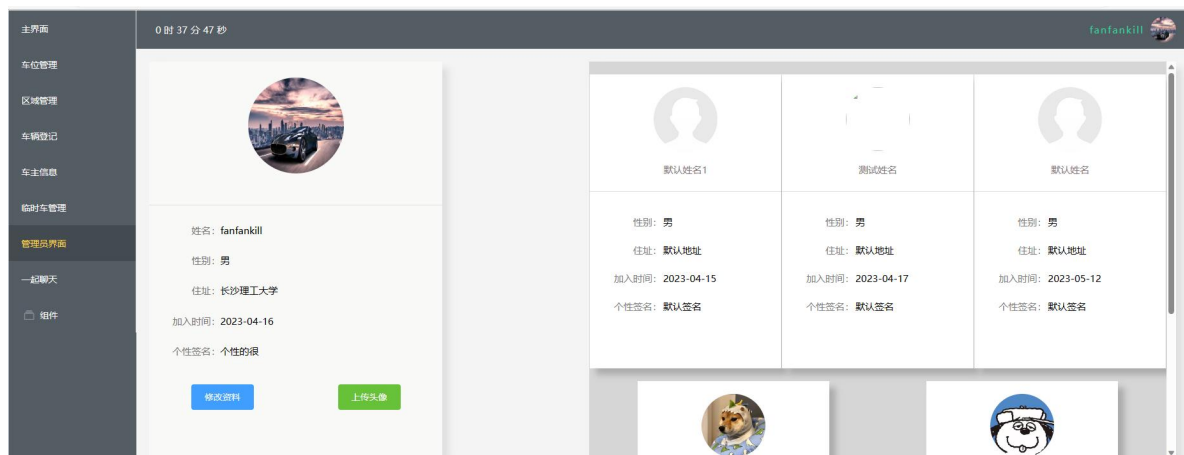 主界面
车位管理
区域管理
车辆登记
车主信息
临时车管理
管理员界面
一起聊天
组件
0 时 37 分 47 秒
fanfankill
姓名: fanfankill
性别: 男
住址: 长沙理工大学
加入时间: 2023-04-16
个性签名: 个性的很
修改资料
上传头像
默认姓名1
性别: 男
住址: 默认地址
加入时间: 2023-04-15
个性签名: 默认签名
测试姓名
性别: 男
住址: 默认地址
加入时间: 2023-04-17
个性签名: 默认签名
默认姓名
性别: 男
住址: 默认地址
加入时间: 2023-05-12
个性签名: 默认签名